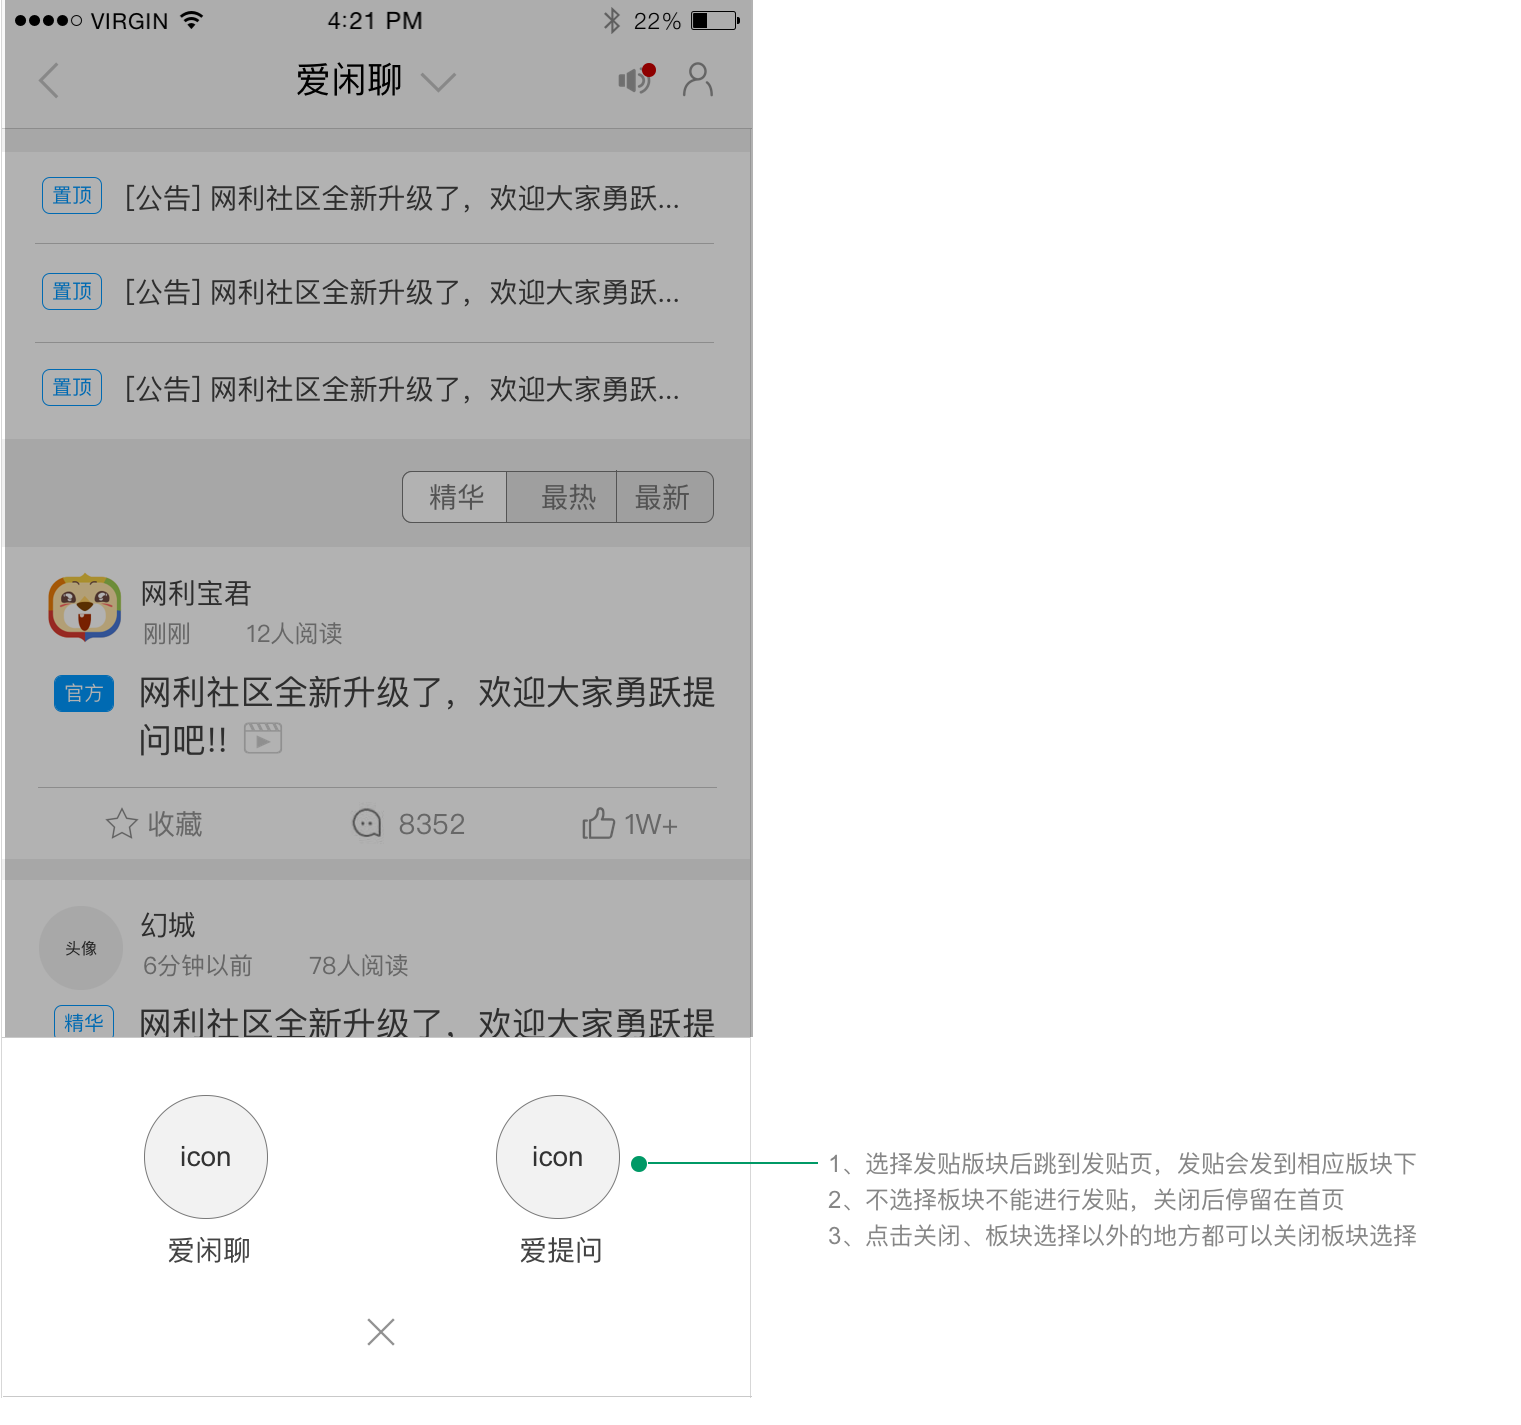 VIRGIN 4:21 PM 22%
爱闲聊
置顶 [公告] 网利社区全新升级了，欢迎大家勇跃...
置顶 [公告] 网利社区全新升级了，欢迎大家勇跃...
置顶 [公告] 网利社区全新升级了，欢迎大家勇跃...
精华 最热 最新
网利宝君
刚刚 12人阅读
官方 网利社区全新升级了，欢迎大家勇跃提
问吧!!
收藏 8352 1W+
头像 幻城
6分钟以前 78人阅读
精华 网利社区全新升级了，欢迎大家勇跃提
icon icon
爱闲聊 爱提问
1、选择发贴版块后跳到发贴页，发贴会发到相应版块下
2、不选择板块不能进行发贴，关闭后停留在首页
3、点击关闭、板块选择以外的地方都可以关闭板块选择